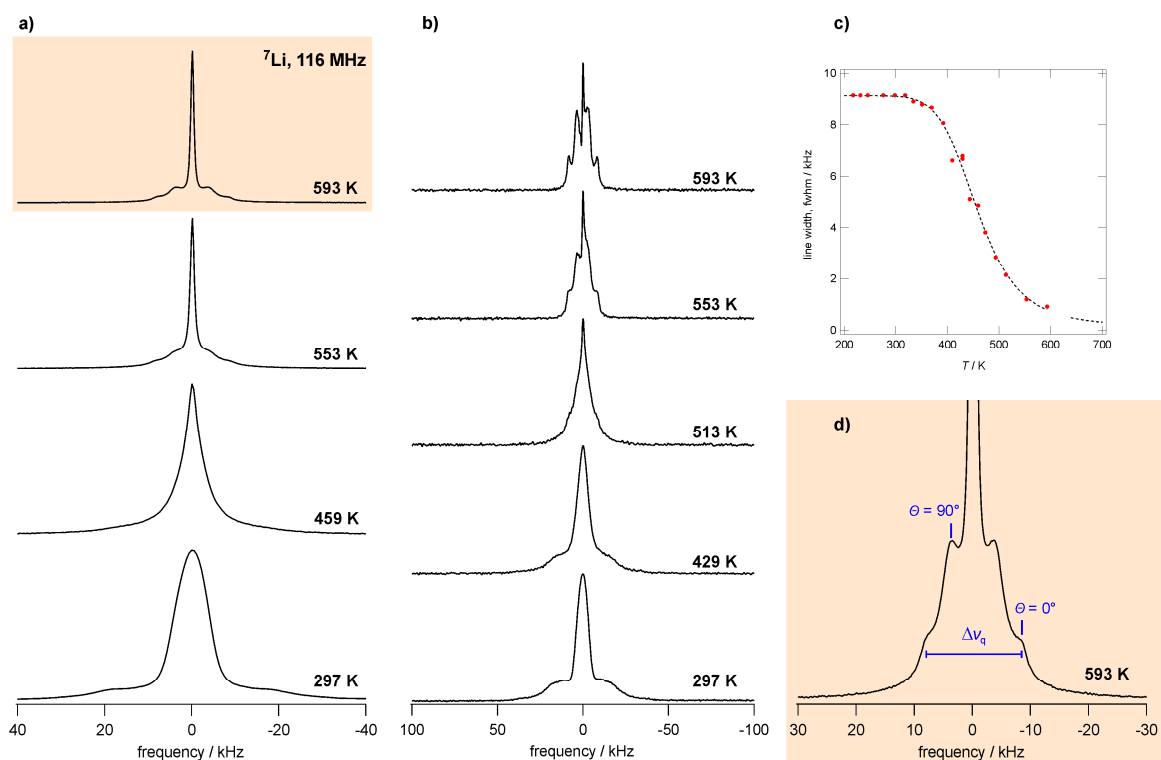 a)
⁷Li, 116 MHz
593 K
553 K
459 K
297 K
40 20 0 -20 -40
frequency / kHz
b)
593 K
553 K
513 K
429 K
297 K
100 50 0 -50 -100
frequency / kHz
c)
10
8
6
4
2
0
line width, fwhm / kHz
200 300 400 500 600 700
T / K
d)
Θ = 90°
Θ = 0°
Δνq
593 K
30 20 10 0 -10 -20 -30
frequency / kHz